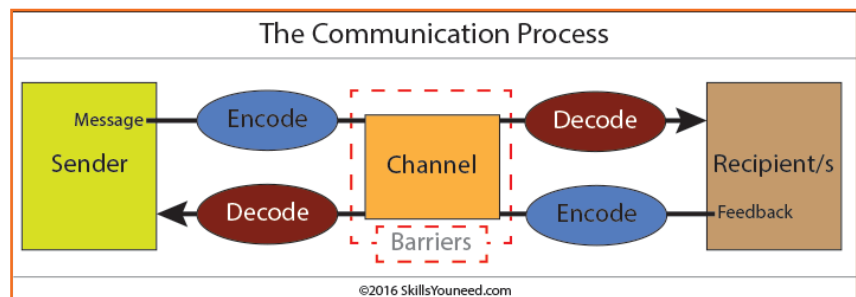 The Communication Process
Message
Encode
Decode
Sender
Channel
Recipient/s
Decode
Encode
Feedback
Barriers
©2016 SkillsYouneed.com